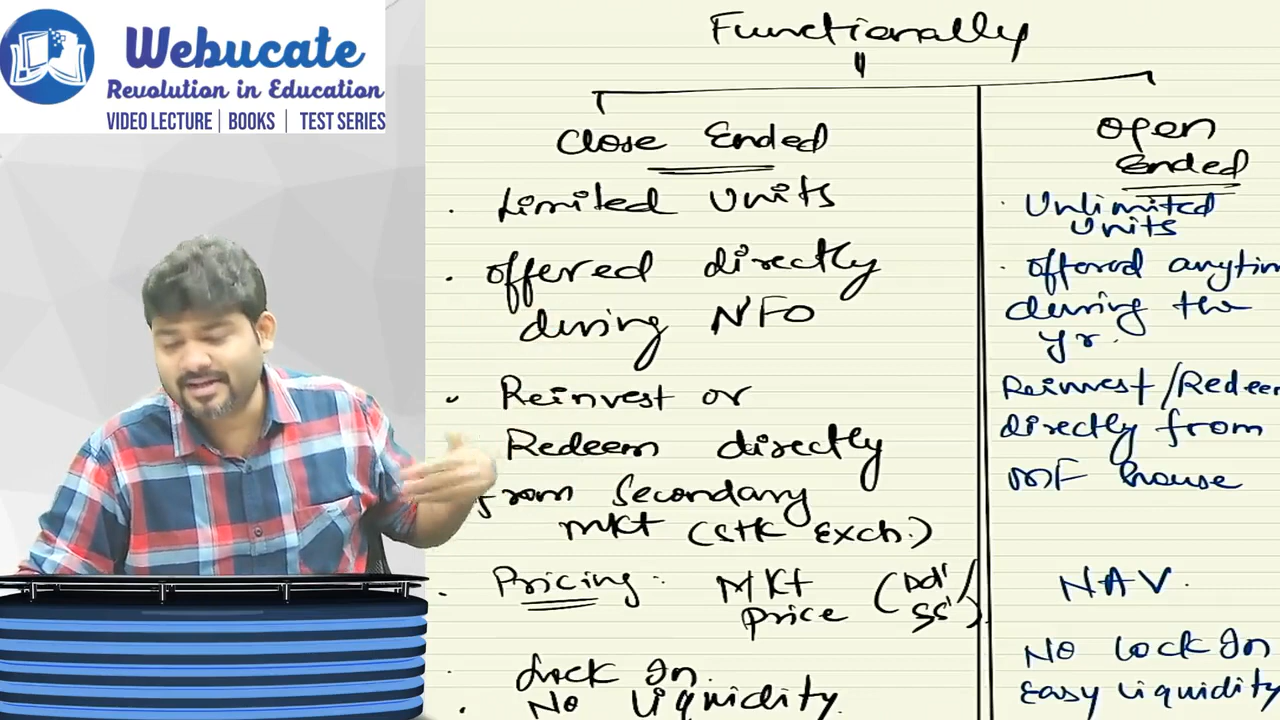 Webucate
Revolution in Education
VIDEO LECTURE | BOOKS | TEST SERIES
Functionally
Close Ended
. Limited Units
. Offered directly
during NFO
Reinvest or
Redeem directly
from Secondary
Mkt (Stk Exch.)
. Pricing: Mkt
Price (DD/
SS)
. Lock In.
. No Liquidity.
Open
Ended
. Unlimited
Units
. Offered anytim
during the
yr.
Reinvest/Redeem
directly from
MF house
NAV.
No Lock In
Easy Liquidity